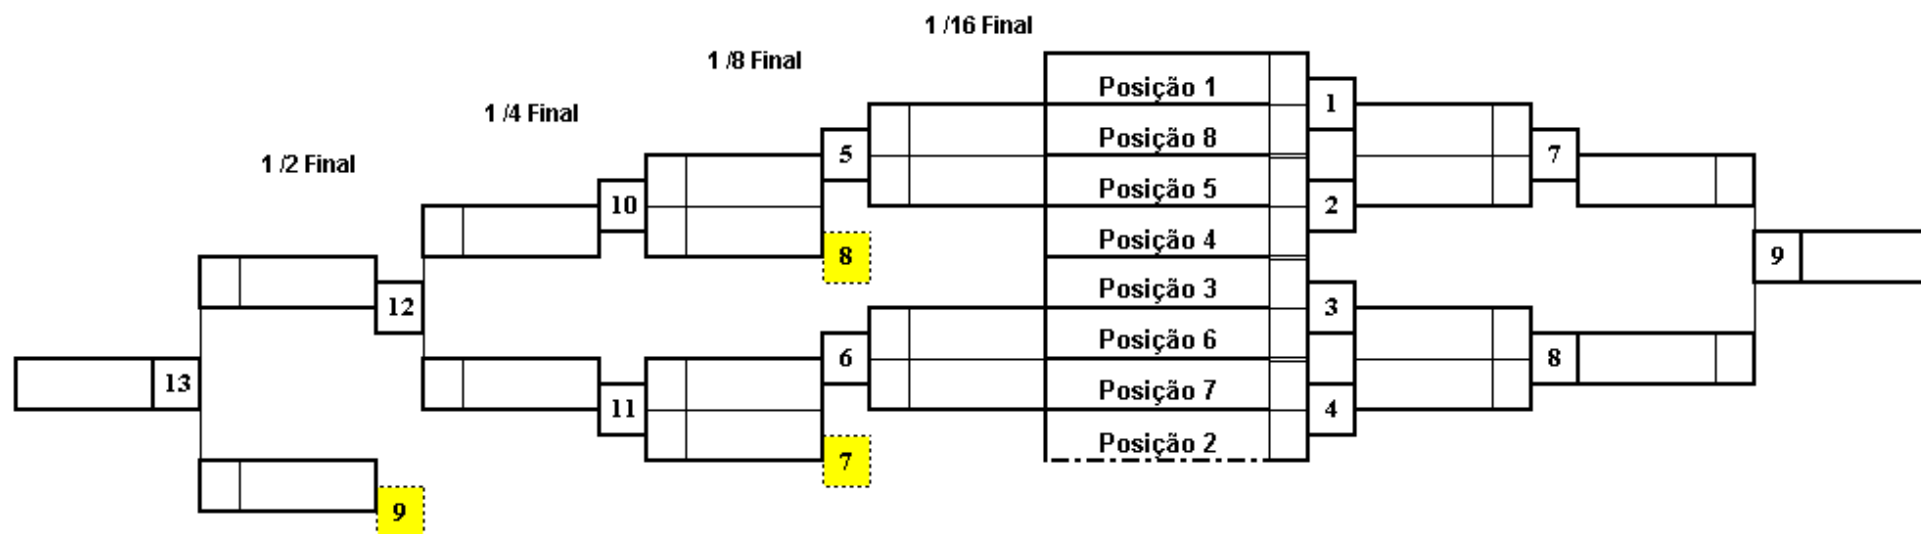 1 /16 Final
1 /8 Final
1 /4 Final
1 /2 Final
Posição 1
Posição 8
Posição 5
Posição 4
Posição 3
Posição 6
Posição 7
Posição 2
1
2
3
4
5
6
7
8
9
8
7
10
11
12
9
13